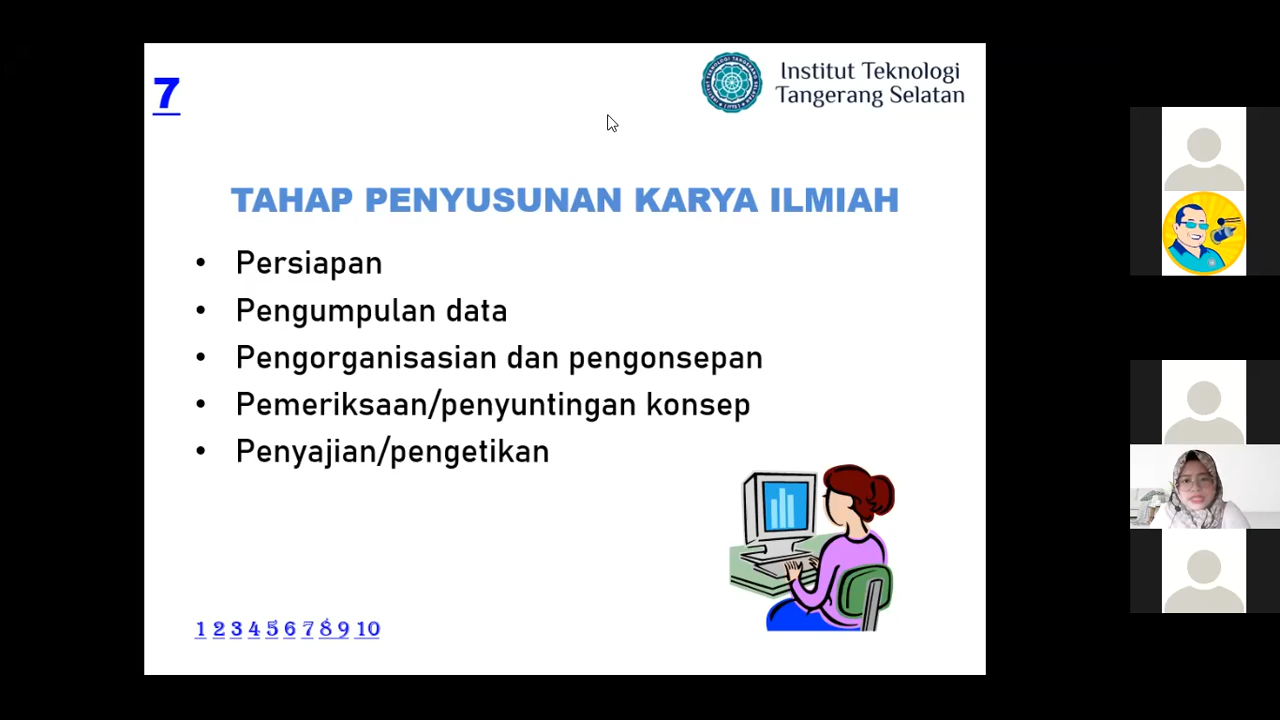 7
Institut Teknologi
Tangerang Selatan
TAHAP PENYUSUNAN KARYA ILMIAH
• Persiapan
• Pengumpulan data
• Pengorganisasian dan pengonsepan
• Pemeriksaan/penyuntingan konsep
• Penyajian/pengetikan
1 2 3 4 5 6 7 8 9 10